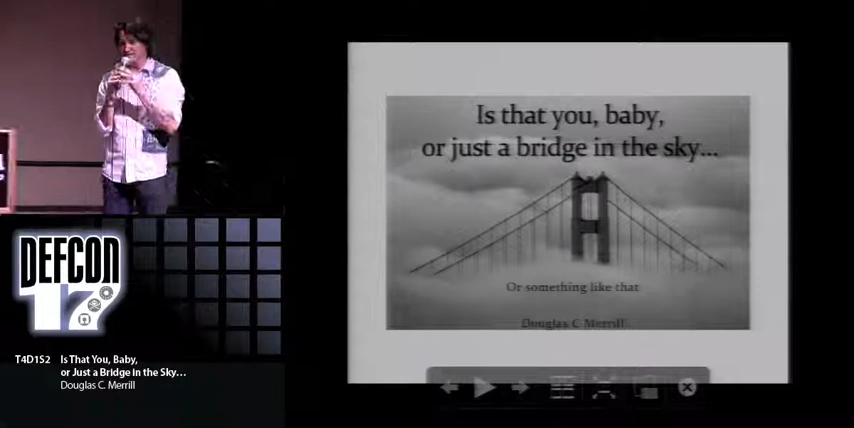 Is that you, baby,
or just a bridge in the sky...
Or something like that
Douglas C Merrill
DEFCON
17
T4D1S2
Is That You, Baby,
or Just a Bridge in the Sky...
Douglas C. Merrill